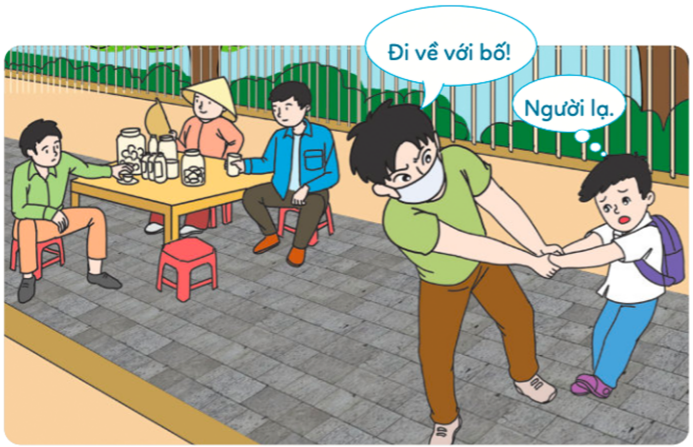 Đi về với bố!
Người lạ.